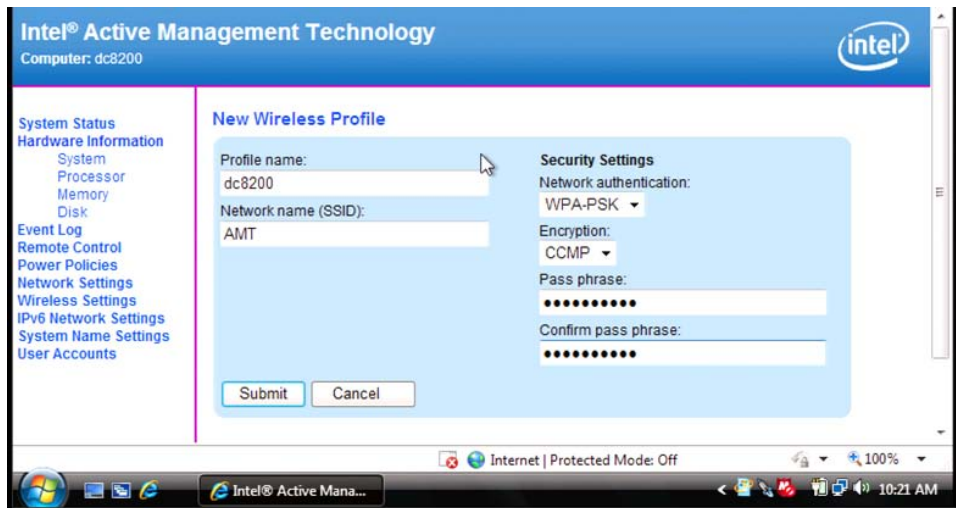 Intel® Active Management Technology
Computer: dc8200
intel
System Status
Hardware Information
System
Processor
Memory
Disk
Event Log
Remote Control
Power Policies
Network Settings
Wireless Settings
IPv6 Network Settings
System Name Settings
User Accounts
New Wireless Profile
Profile name:
dc8200
Network name (SSID):
AMT
Security Settings
Network authentication:
WPA-PSK
Encryption:
CCMP
Pass phrase:
●●●●●●●●●●
Confirm pass phrase:
●●●●●●●●●●
Submit Cancel
Internet | Protected Mode: Off 100%
Intel® Active Mana... 10:21 AM